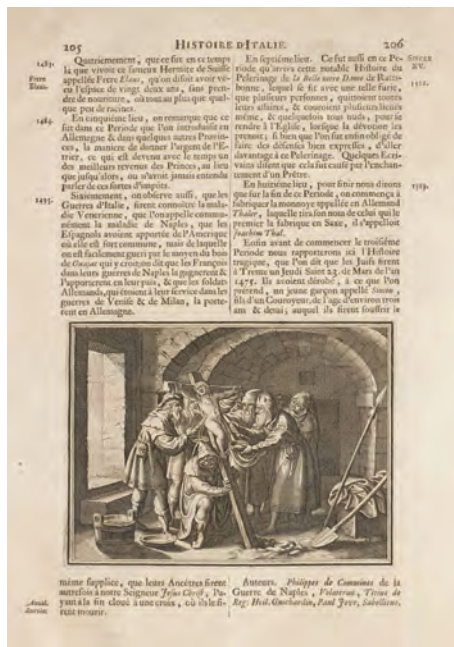 205
HISTOIRE D'ITALIE.
206
1483.
Frere
Elaus.
Quatriemement, que ce fut en ce temps
là que vivoit ce fameux Hermite de Suisse
appellée Frere Elaus, qu'on disoit avoir vé-
cu l'espice de vingt deux ans, sans pren-
dre de nouriture, où tout au plus que quel-
que peu de racines.
1484.
En cinquième lieu, on remarque que ce
fut dans ce Periode que l'on introduisit en
Allemagne & dans quelques autres Provin-
ces, la maniere de donner l'argent de l'E-
trier, ce qui est devenu avec le temps un
des meilleurs revenus des Princes, au lieu
que jusqu'alors, ou n'avoit jamais entendu
parler de ces sortes d'impôts.
1495.
Sixiemement, on observe aussi, que les
Guerres d'Italie, firent connoître la mala-
die Venerienne, que l'on appelle commu-
nément la maladie de Naples, que les
Espagnols avoient apportée de l'Amerique
où elle est fort commune, mais de laquelle
on est facilement gueri par le moyen du bois
de Guajac qui y croit; on dit que les François
dans leurs guerres de Naples la gagnerent &
l'apporterent en leur païs, & que les soldats
Allemands, qui étoient à leur service dans les
guerres de Venise & de Milan, la porte-
rent en Allemagne.
En septiéme lieu. Ce fut aussi en ce Pe-
riode qu'arriva cette notable Histoire du
Pelerinage de la Belle notre Dame de Ratis-
bonne, lequel se fit avec une telle furie,
que plusieurs personnes, quittoient toutes
leurs affaires, & couroient plusieurs lieuës
même, & quelquefois tous nuds, pour se
rendre à l'Eglise, lorsque la dévotion les
prenoit; si bien que l'on fut enfin obligé de
faire des défenses bien expresses, d'aller
davantage à ce Pelerinage. Quelques Ecri-
vains disent que cela fut causé par l'enchan-
tement d'un Prêtre.
SIECLE
XV.
1512.
En huitième lieu, pour finir nous dirons
que sur la fin de ce Periode, on commença à
fabriquer la monnoye appellée en Allemand
Thaler, laquelle tira son nom de celui qui le
premier la fabriqua en Saxe, il s'appelloit
Joachim Thal.
1519.
Enfin avant de commencer le troisième
Periode nous rapporterons ici l'Histoire
tragique, que l'on dit que les Juifs firent
à Trente un Jeudi Saint 23. de Mars de l'an
1475. Ils avoient dérobé, à ce que l'on
prétend, un jeune garçon appellé Simon,
fils d'un Couroyeur, de l'age d'environ trois
ans & demi; auquel ils firent souffrir le
même supplice, que leurs Ancêtres firent
autrefois à notre Seigneur Jesus Christ, l'a-
yant à la fin cloué à une croix, où ils le fi-
rent mourir.
Auteurs. Philippes de Commines de la
Guerre de Naples, Volateran, Titius de
Reg: Heil. Guichardin, Paul Jove, Sabellicus.